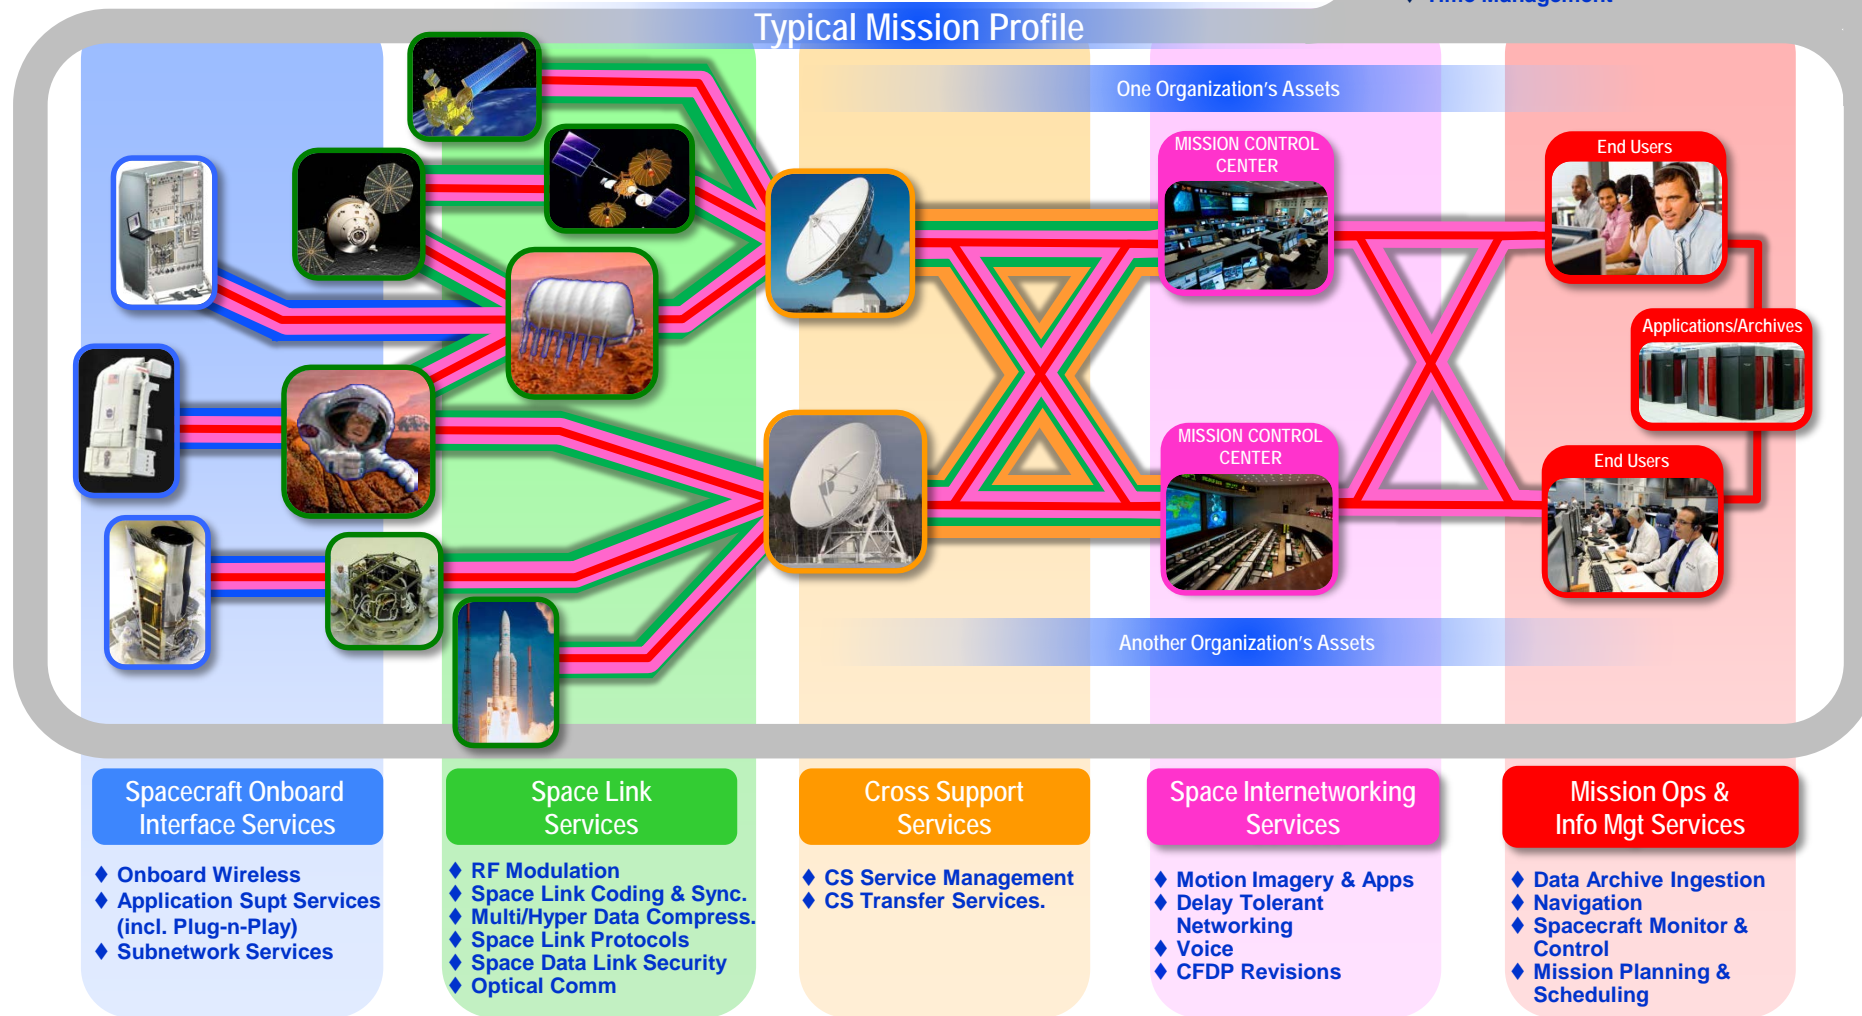 ♦ Time Management
Typical Mission Profile
One Organization's Assets
MISSION CONTROL
CENTER
End Users
Applications/Archives
MISSION CONTROL
CENTER
End Users
Another Organization's Assets
Spacecraft Onboard
Interface Services
♦ Onboard Wireless
♦ Application Supt Services
(incl. Plug-n-Play)
♦ Subnetwork Services
Space Link
Services
♦ RF Modulation
♦ Space Link Coding & Sync.
♦ Multi/Hyper Data Compress.
♦ Space Link Protocols
♦ Space Data Link Security
♦ Optical Comm
Cross Support
Services
♦ CS Service Management
♦ CS Transfer Services.
Space Internetworking
Services
♦ Motion Imagery & Apps
♦ Delay Tolerant
Networking
♦ Voice
♦ CFDP Revisions
Mission Ops &
Info Mgt Services
♦ Data Archive Ingestion
♦ Navigation
♦ Spacecraft Monitor &
Control
♦ Mission Planning &
Scheduling